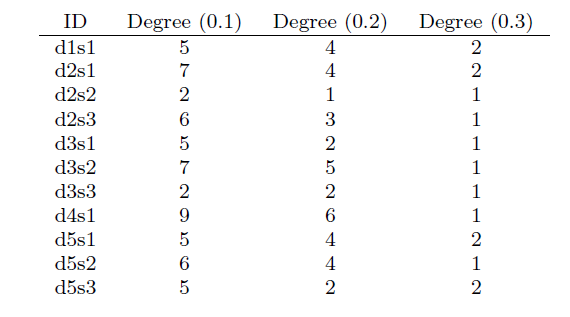 ID Degree (0.1) Degree (0.2) Degree (0.3)
d1s1 5 4 2
d2s1 7 4 2
d2s2 2 1 1
d2s3 6 3 1
d3s1 5 2 1
d3s2 7 5 1
d3s3 2 2 1
d4s1 9 6 1
d5s1 5 4 2
d5s2 6 4 1
d5s3 5 2 2